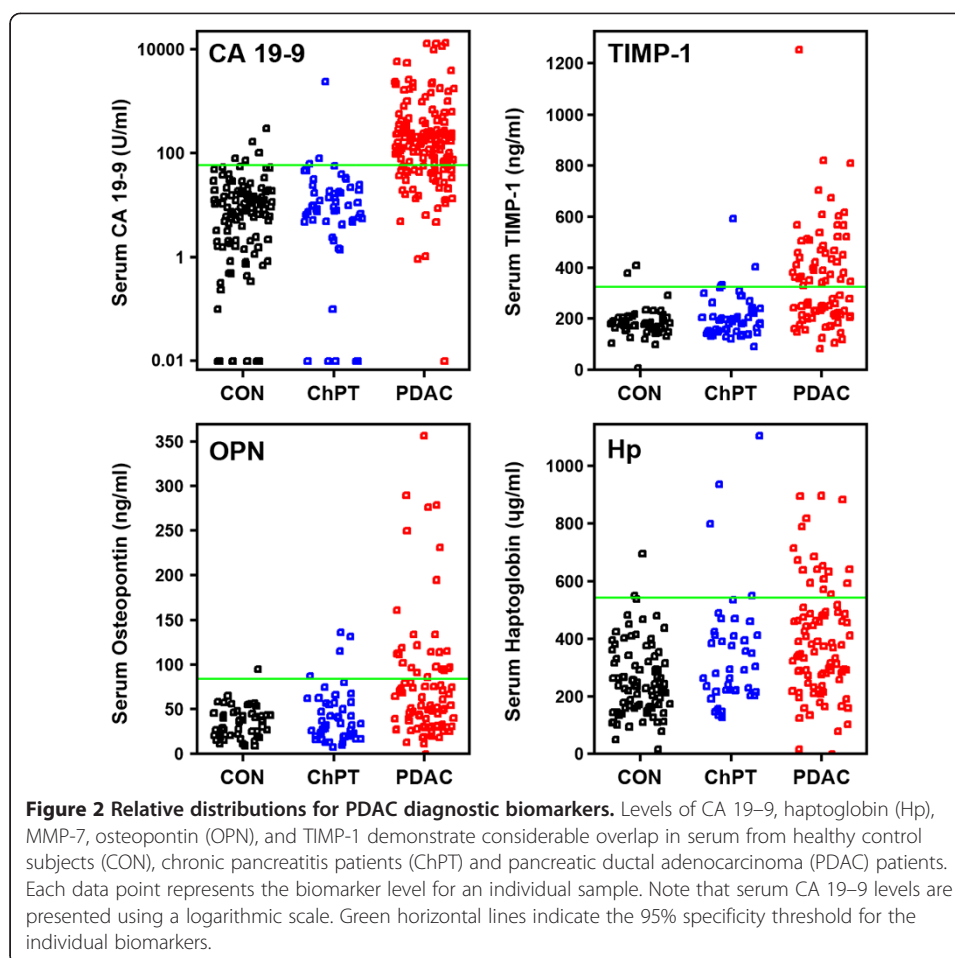 CA 19-9
Serum CA 19-9 (U/ml)
10000
100
1
0.01
CON ChPT PDAC
TIMP-1
Serum TIMP-1 (ng/ml)
1200
1000
800
600
400
200
0
CON ChPT PDAC
OPN
Serum Osteopontin (ng/ml)
350
300
250
200
150
100
50
0
CON ChPT PDAC
Hp
Serum Haptoglobin (ųg/ml)
1000
800
600
400
200
0
CON ChPT PDAC
Figure 2 Relative distributions for PDAC diagnostic biomarkers. Levels of CA 19–9, haptoglobin (Hp),
MMP-7, osteopontin (OPN), and TIMP-1 demonstrate considerable overlap in serum from healthy control
subjects (CON), chronic pancreatitis patients (ChPT) and pancreatic ductal adenocarcinoma (PDAC) patients.
Each data point represents the biomarker level for an individual sample. Note that serum CA 19–9 levels are
presented using a logarithmic scale. Green horizontal lines indicate the 95% specificity threshold for the
individual biomarkers.